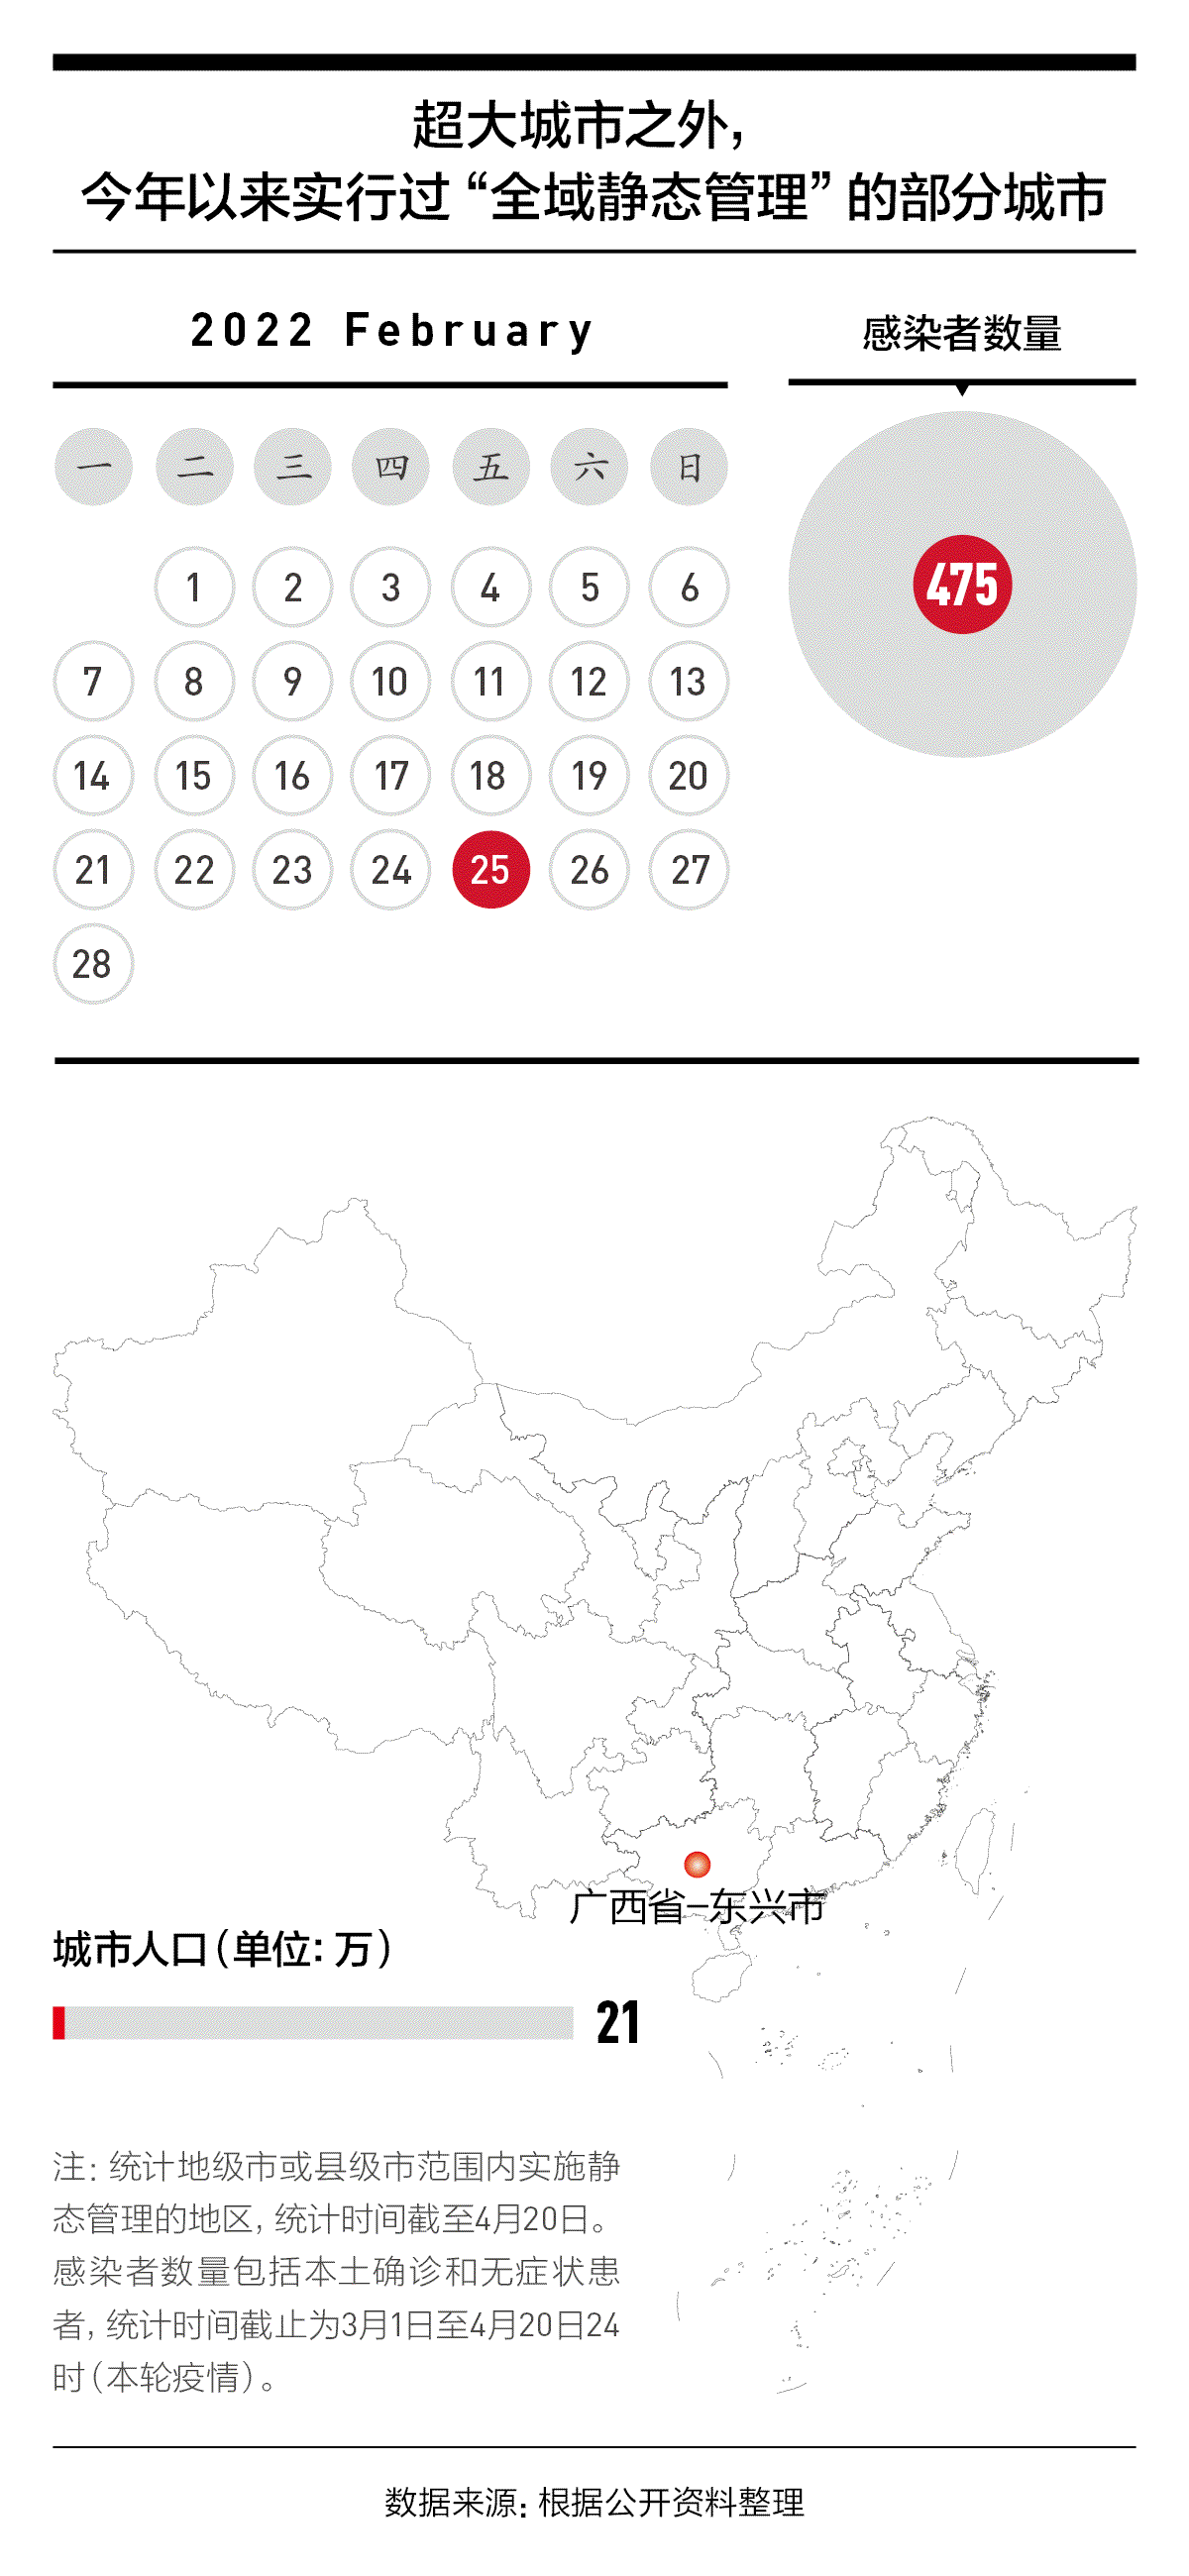 超大城市之外，
今年以来实行过“全域静态管理”的部分城市
2022 February
感染者数量
一 二 三 四 五 六 日
475
1 2 3 4 5 6
7 8 9 10 11 12 13
14 15 16 17 18 19 20
21 22 23 24 25 26 27
28
广西省-东兴市
城市人口（单位：万）
21
注：统计地级市或县级市范围内实施静
态管理的地区，统计时间截至4月20日。
感染者数量包括本土确诊和无症状患
者，统计时间截止为3月1日至4月20日24
时（本轮疫情）。
数据来源：根据公开资料整理